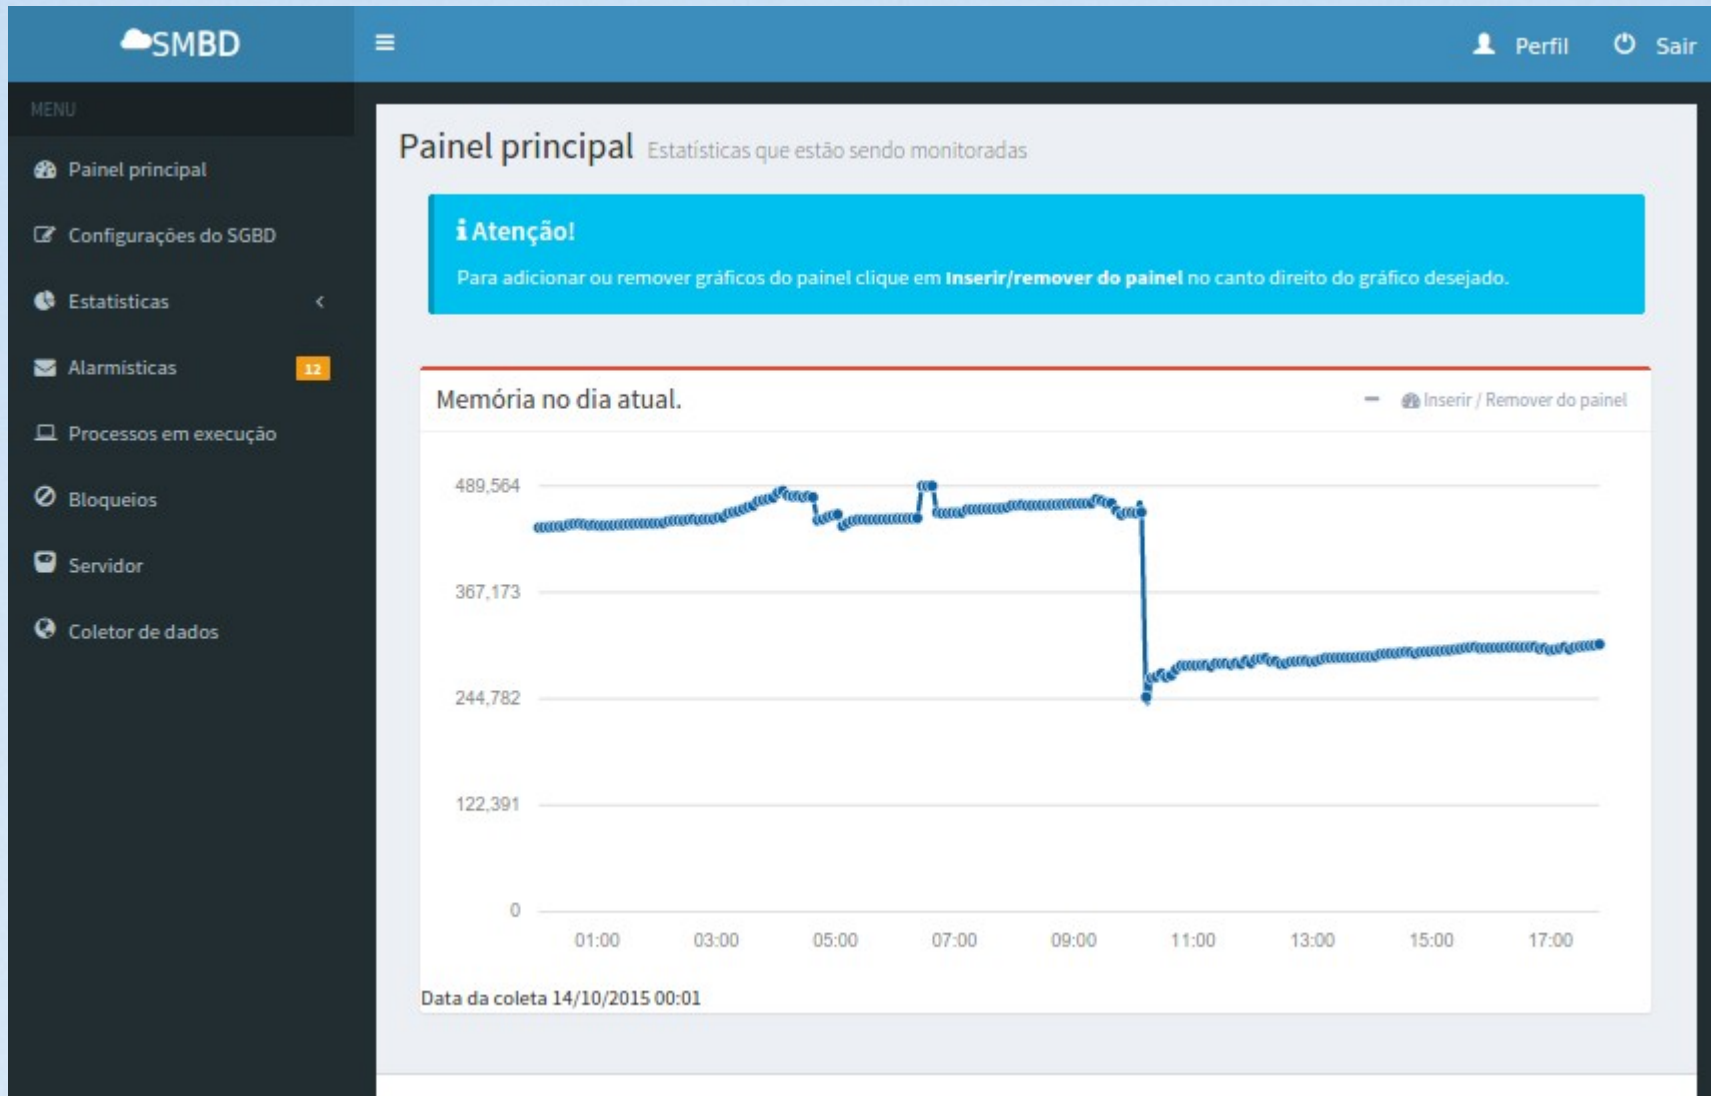 SMBD
Perfil
Sair
MENU
Painel principal
Configurações do SGBD
Estatísticas
Alarmísticas 12
Processos em execução
Bloqueios
Servidor
Coletor de dados
Painel principal Estatísticas que estão sendo monitoradas
Atenção!
Para adicionar ou remover gráficos do painel clique em Inserir/remover do painel no canto direito do gráfico desejado.
Memória no dia atual.
Inserir / Remover do painel
489,564
367,173
244,782
122,391
0
01:00 03:00 05:00 07:00 09:00 11:00 13:00 15:00 17:00
Data da coleta 14/10/2015 00:01